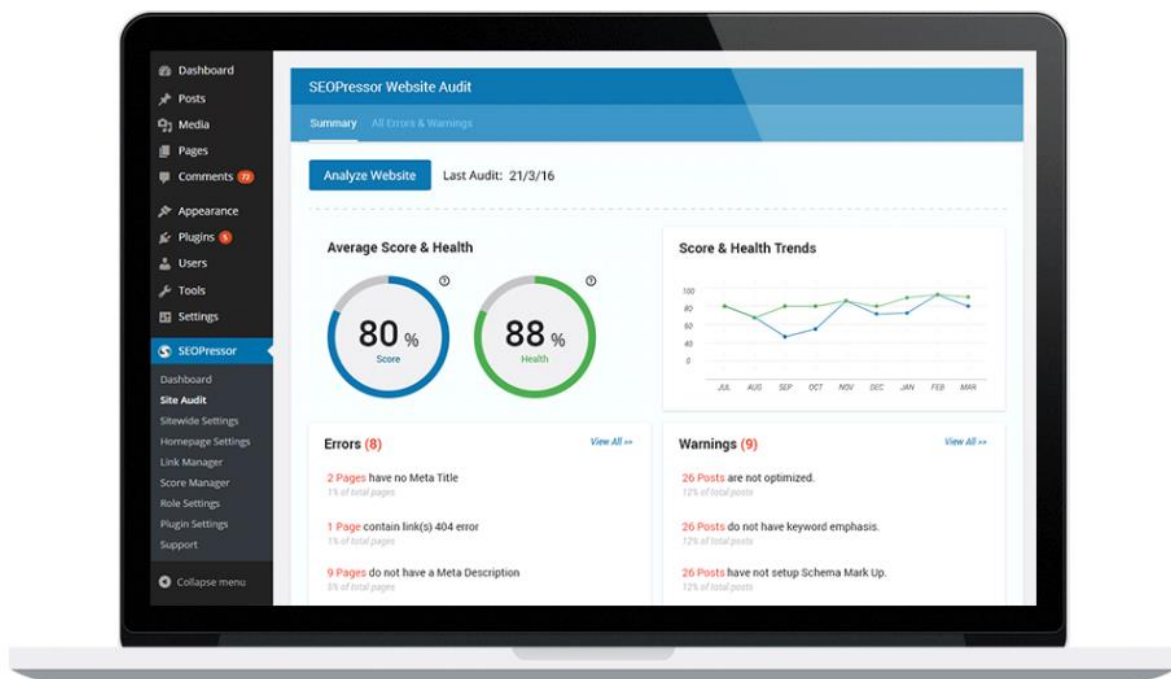 Dashboard
Posts
Media
Pages
Comments 72
Appearance
Plugins 5
Users
Tools
Settings
SEOPressor
Dashboard
Site Audit
Sitewide Settings
Homepage Settings
Link Manager
Score Manager
Role Settings
Plugin Settings
Support
Collapse menu
SEOPressor Website Audit
Summary All Errors & Warnings
Analyze Website Last Audit: 21/3/16
Average Score & Health
80 %
Score
88 %
Health
Score & Health Trends
100
80
60
40
0
JUL AUG SEP OCT NOV DEC JAN FEB MAR
Errors (8) View All >>
2 Pages have no Meta Title
1% of total pages
1 Page contain link(s) 404 error
1% of total pages
9 Pages do not have a Meta Description
5% of total pages
Warnings (9) View All >>
26 Posts are not optimized.
12% of total posts
26 Posts do not have keyword emphasis.
12% of total posts
26 Posts have not setup Schema Mark Up.
12% of total posts